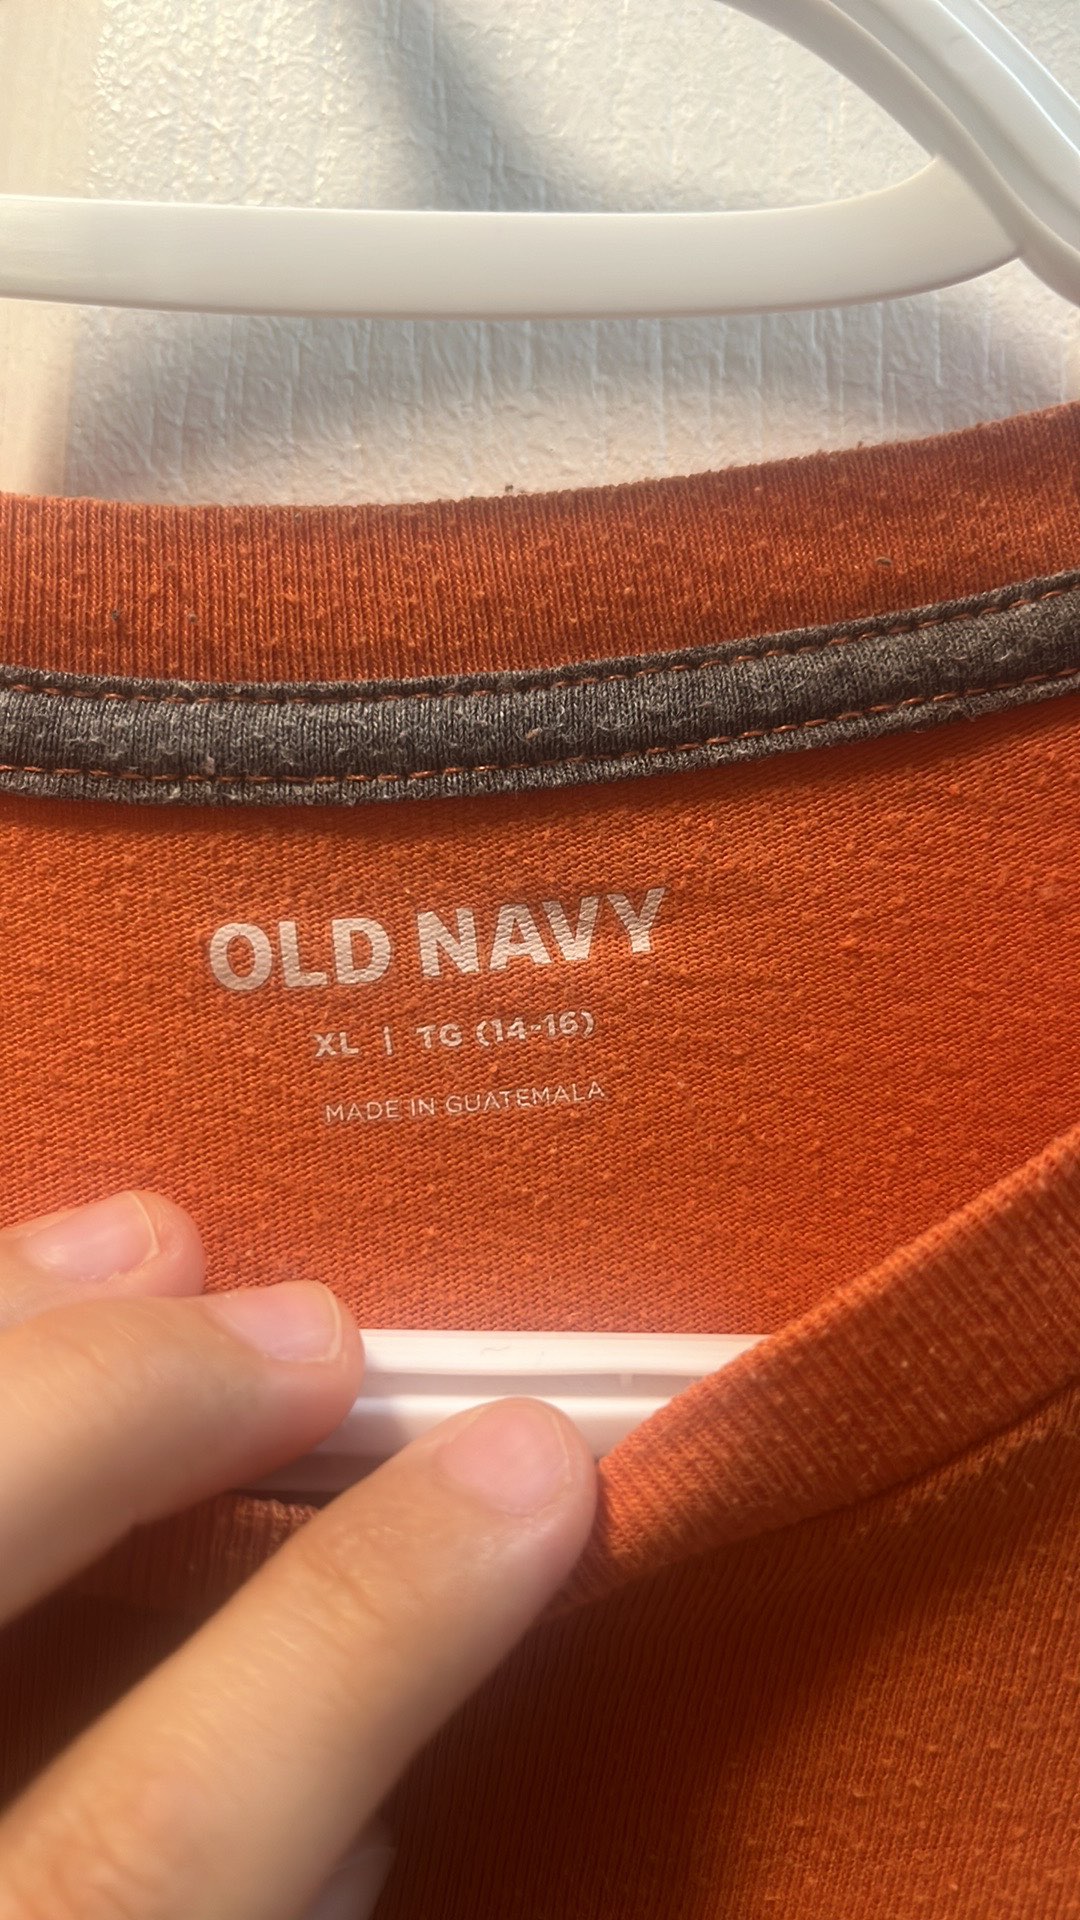 OLD NAVY
XL | TG (14-16)
MADE IN GUATEMALA